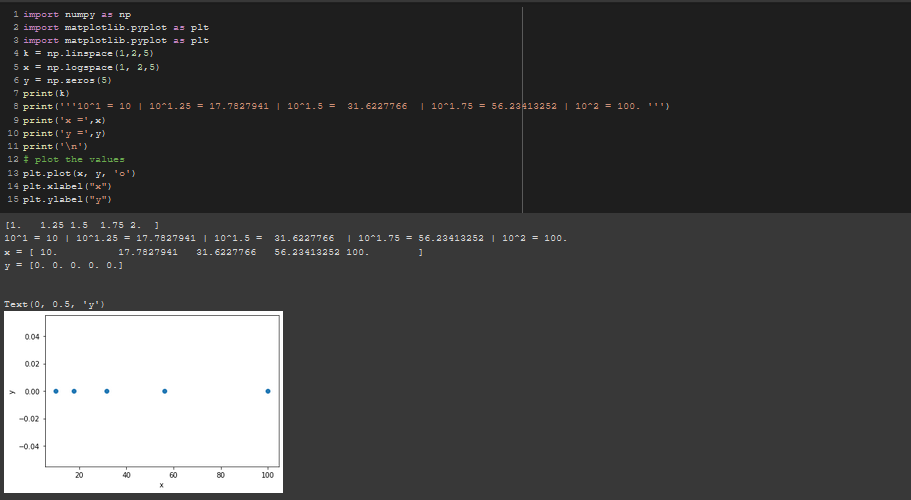 1 import numpy as np
2 import matplotlib.pyplot as plt
3 import matplotlib.pyplot as plt
4 k = np.linspace(1,2,5)
5 x = np.logspace(1, 2,5)
6 y = np.zeros(5)
7 print(k)
8 print('''10^1 = 10 | 10^1.25 = 17.7827941 | 10^1.5 =  31.6227766  | 10^1.75 = 56.23413252 | 10^2 = 100. ''')
9 print('x =',x)
10 print('y =',y)
11 print('\n')
12 # plot the values
13 plt.plot(x, y, 'o')
14 plt.xlabel("x")
15 plt.ylabel("y")
[1.   1.25 1.5  1.75 2.  ]
10^1 = 10 | 10^1.25 = 17.7827941 | 10^1.5 =  31.6227766  | 10^1.75 = 56.23413252 | 10^2 = 100.
x = [ 10.          17.7827941   31.6227766   56.23413252 100.        ]
y = [0. 0. 0. 0. 0.]
Text(0, 0.5, 'y')
0.04
0.02
0.00
−0.02
−0.04
y
20 40 60 80 100
x